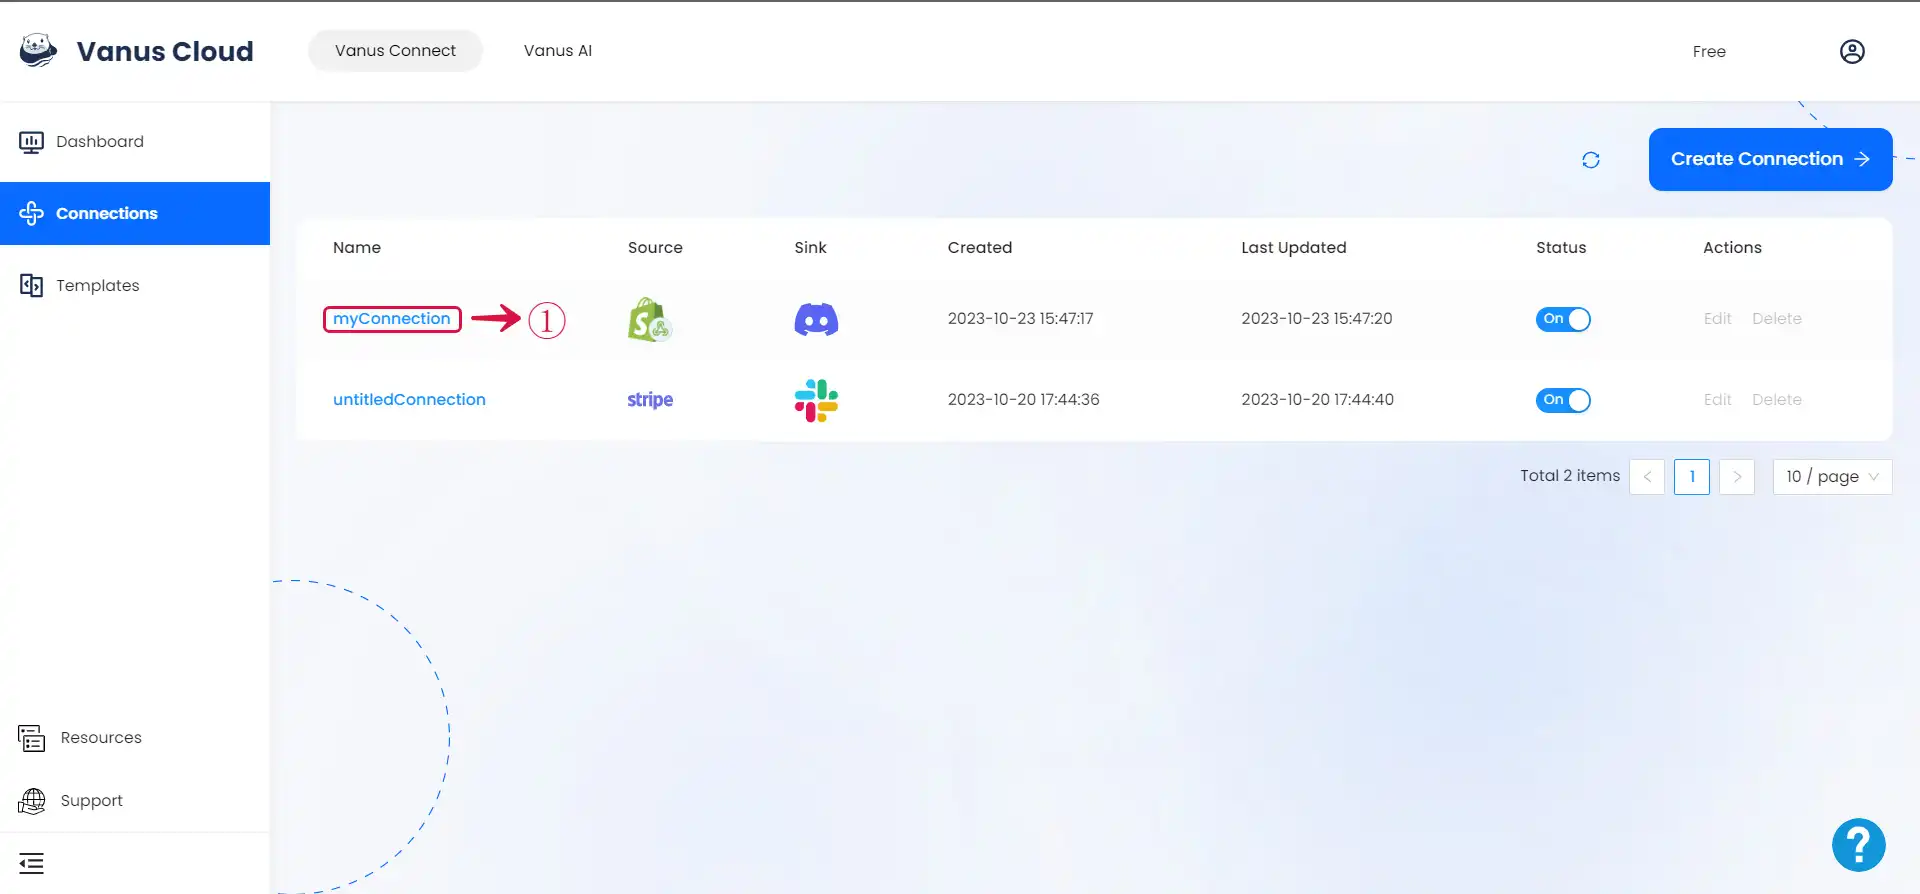 Vanus Cloud
Vanus Connect
Vanus AI
Free
Dashboard
Connections
Templates
Resources
Support
Create Connection →
Name Source Sink Created Last Updated Status Actions
myConnection ① 2023-10-23 15:47:17 2023-10-23 15:47:20 On Edit Delete
untitledConnection stripe 2023-10-20 17:44:36 2023-10-20 17:44:40 On Edit Delete
Total 2 items < 1 > 10 / page
?